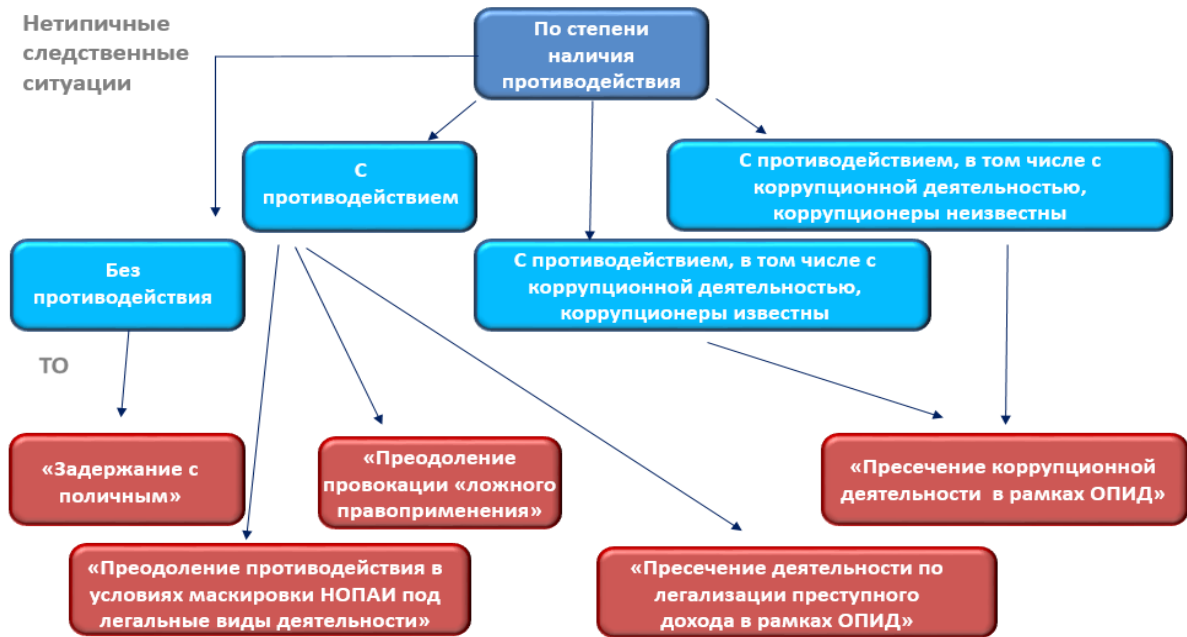 Нетипичные
следственные
ситуации
По степени
наличия
противодействия
С
противодействием
С противодействием, в том числе с
коррупционной деятельностью,
коррупционеры неизвестны
Без
противодействия
С противодействием, в том числе с
коррупционной деятельностью,
коррупционеры известны
ТО
«Задержание с
поличным»
«Преодоление
провокации «ложного
правоприменения»
«Пресечение коррупционной
деятельности в рамках ОПИД»
«Преодоление противодействия в
условиях маскировки НОПАИ под
легальные виды деятельности»
«Пресечение деятельности по
легализации преступного
дохода в рамках ОПИД»